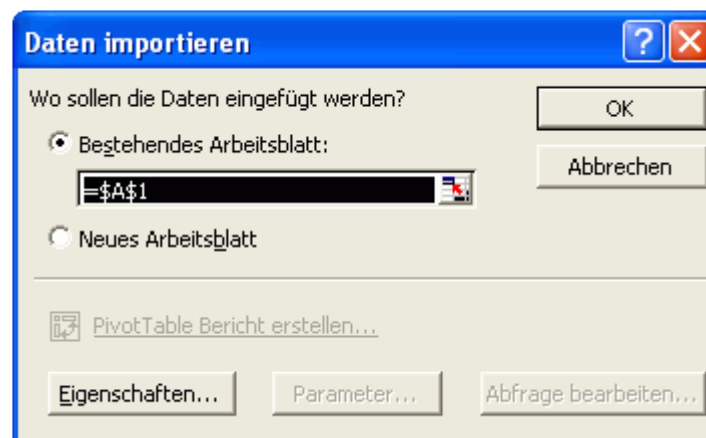 Daten importieren
Wo sollen die Daten eingefügt werden?
OK
Bestehendes Arbeitsblatt:
Abbrechen
=$A$1
Neues Arbeitsblatt
PivotTable Bericht erstellen...
Eigenschaften...
Parameter...
Abfrage bearbeiten...